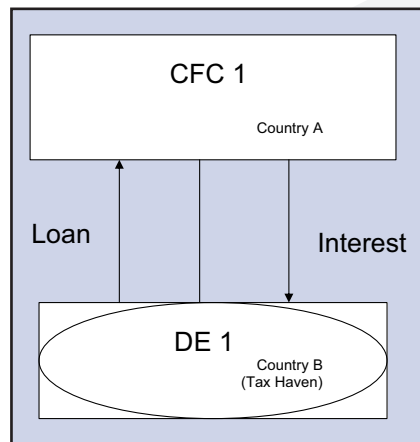 CFC 1
Country A
Loan
Interest
DE 1
Country B
(Tax Haven)